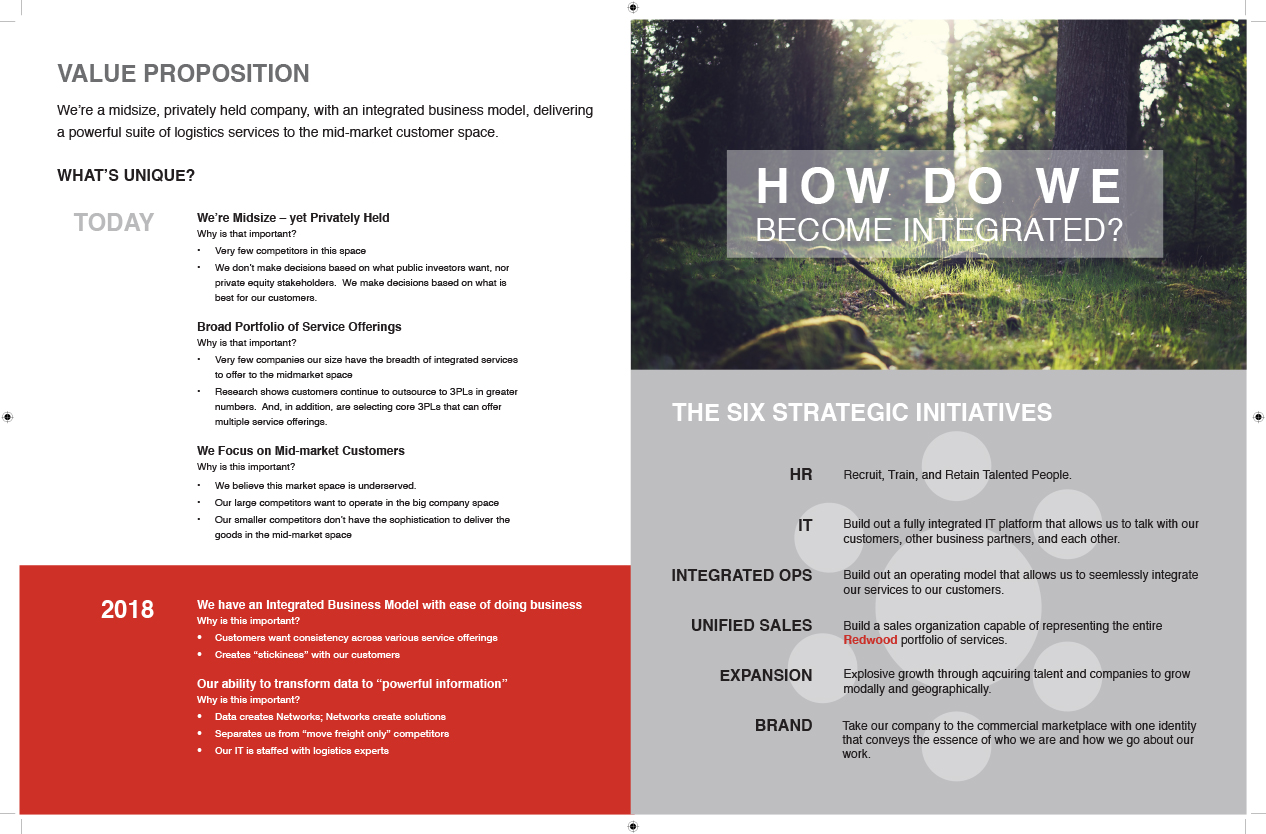 VALUE PROPOSITION
We're a midsize, privately held company, with an integrated business model, delivering
a powerful suite of logistics services to the mid-market customer space.
WHAT'S UNIQUE?
TODAY
We're Midsize – yet Privately Held
Why is that important?
• Very few competitors in this space
• We don't make decisions based on what public investors want, nor
private equity stakeholders.  We make decisions based on what is
best for our customers.
Broad Portfolio of Service Offerings
Why is that important?
• Very few companies our size have the breadth of integrated services
to offer to the midmarket space
• Research shows customers continue to outsource to 3PLs in greater
numbers.  And, in addition, are selecting core 3PLs that can offer
multiple service offerings.
We Focus on Mid-market Customers
Why is this important?
• We believe this market space is underserved.
• Our large competitors want to operate in the big company space
• Our smaller competitors don't have the sophistication to deliver the
goods in the mid-market space
2018
We have an Integrated Business Model with ease of doing business
Why is this important?
• Customers want consistency across various service offerings
• Creates “stickiness” with our customers
Our ability to transform data to “powerful information”
Why is this important?
• Data creates Networks; Networks create solutions
• Separates us from “move freight only” competitors
• Our IT is staffed with logistics experts
HOW DO WE
BECOME INTEGRATED?
THE SIX STRATEGIC INITIATIVES
HR
Recruit, Train, and Retain Talented People.
IT
Build out a fully integrated IT platform that allows us to talk with our
customers, other business partners, and each other.
INTEGRATED OPS
Build out an operating model that allows us to seemlessly integrate
our services to our customers.
UNIFIED SALES
Build a sales organization capable of representing the entire
Redwood portfolio of services.
EXPANSION
Explosive growth through aqcuiring talent and companies to grow
modally and geographically.
BRAND
Take our company to the commercial marketplace with one identity
that conveys the essence of who we are and how we go about our
work.